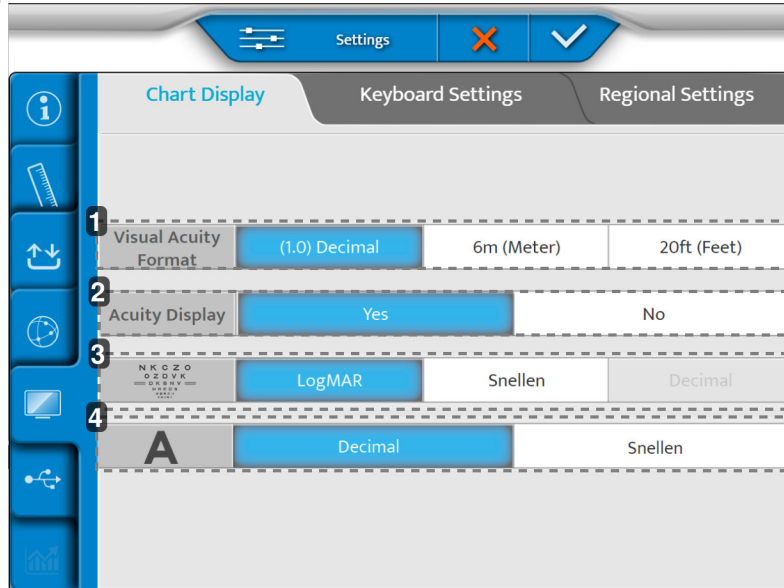 Settings
Chart Display
Keyboard Settings
Regional Settings
1
Visual Acuity
Format
(1.0) Decimal
6m (Meter)
20ft (Feet)
2
Acuity Display
Yes
No
3
N K C Z O
O Z D V K
LogMAR
Snellen
Decimal
4
A
Decimal
Snellen